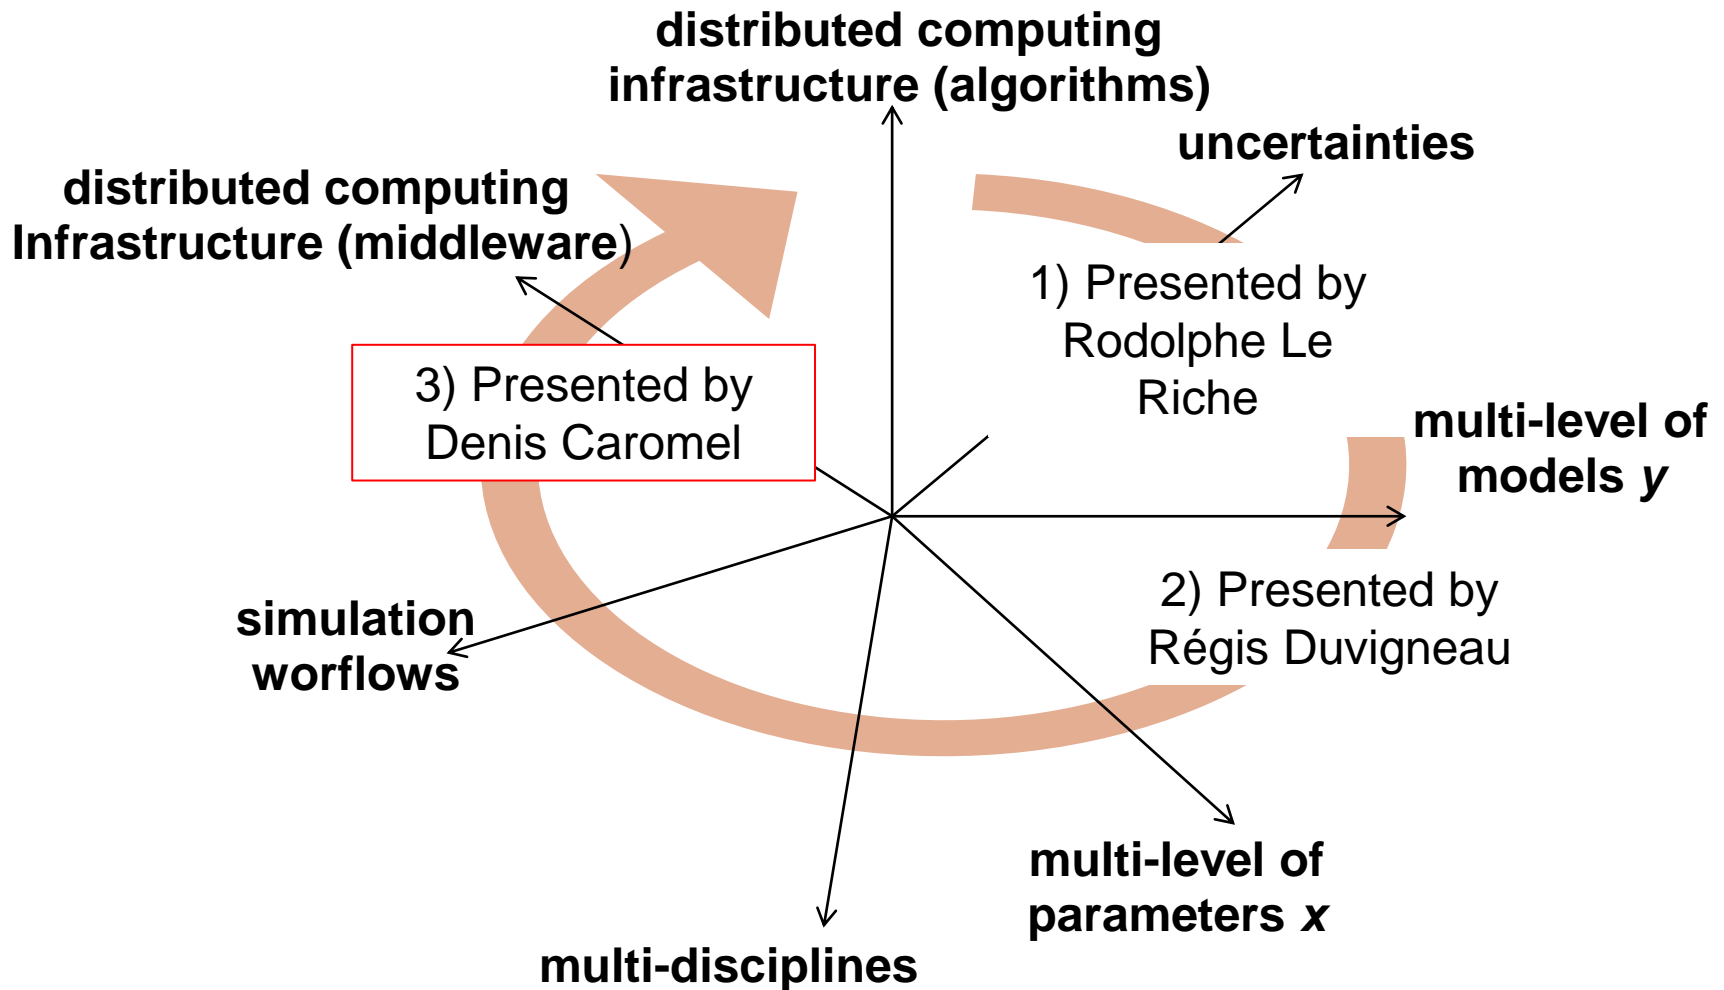 distributed computing
infrastructure (algorithms)
uncertainties
distributed computing
Infrastructure (middleware)
1) Presented by
Rodolphe Le
Riche
3) Presented by
Denis Caromel
multi-level of
models y
2) Presented by
Régis Duvigneau
simulation
worflows
multi-level of
parameters x
multi-disciplines